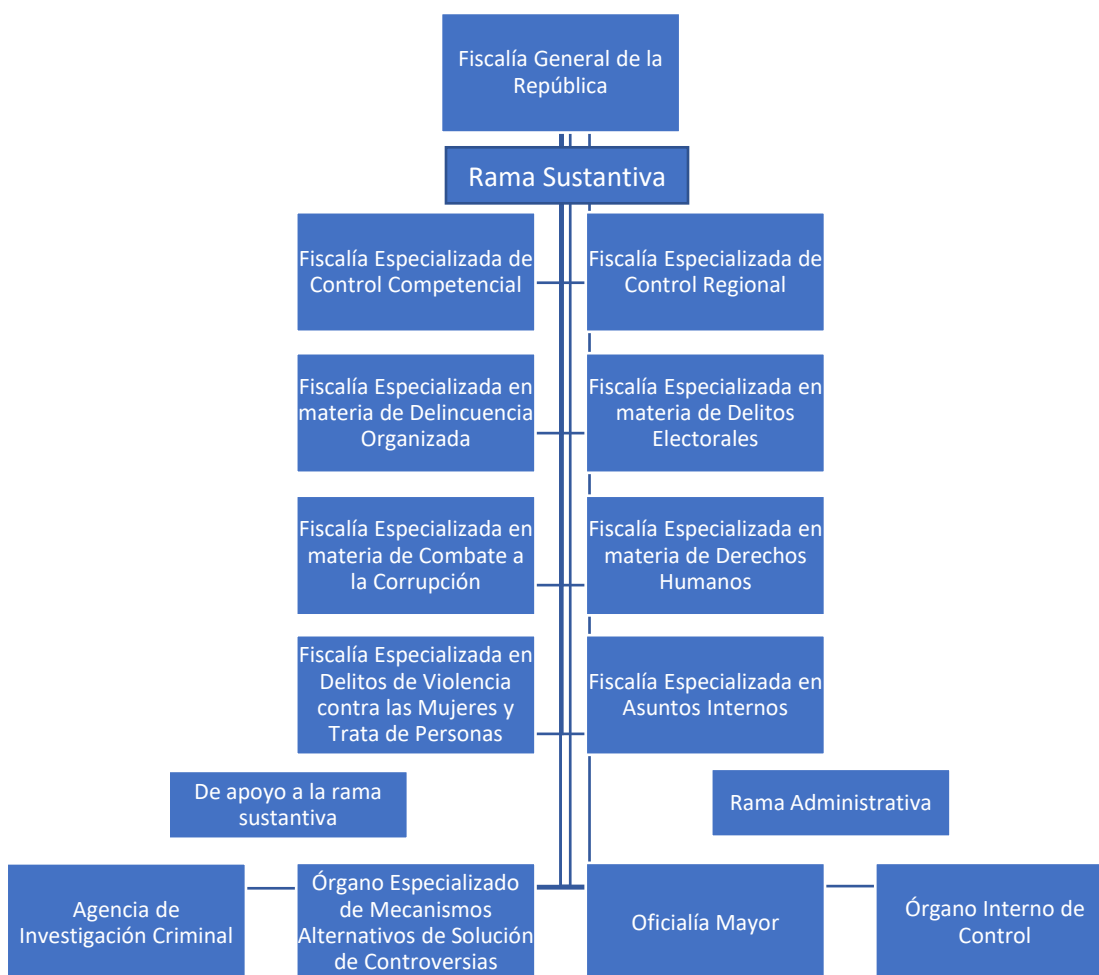 Fiscalía General de la
República
Rama Sustantiva
Fiscalía Especializada de
Control Competencial
Fiscalía Especializada de
Control Regional
Fiscalía Especializada en
materia de Delincuencia
Organizada
Fiscalía Especializada en
materia de Delitos
Electorales
Fiscalía Especializada en
materia de Combate a
la Corrupción
Fiscalía Especializada en
materia de Derechos
Humanos
Fiscalía Especializada en
Delitos de Violencia
contra las Mujeres y
Trata de Personas
Fiscalía Especializada en
Asuntos Internos
De apoyo a la rama
sustantiva
Rama Administrativa
Agencia de
Investigación Criminal
Órgano Especializado
de Mecanismos
Alternativos de Solución
de Controversias
Oficialía Mayor
Órgano Interno de
Control